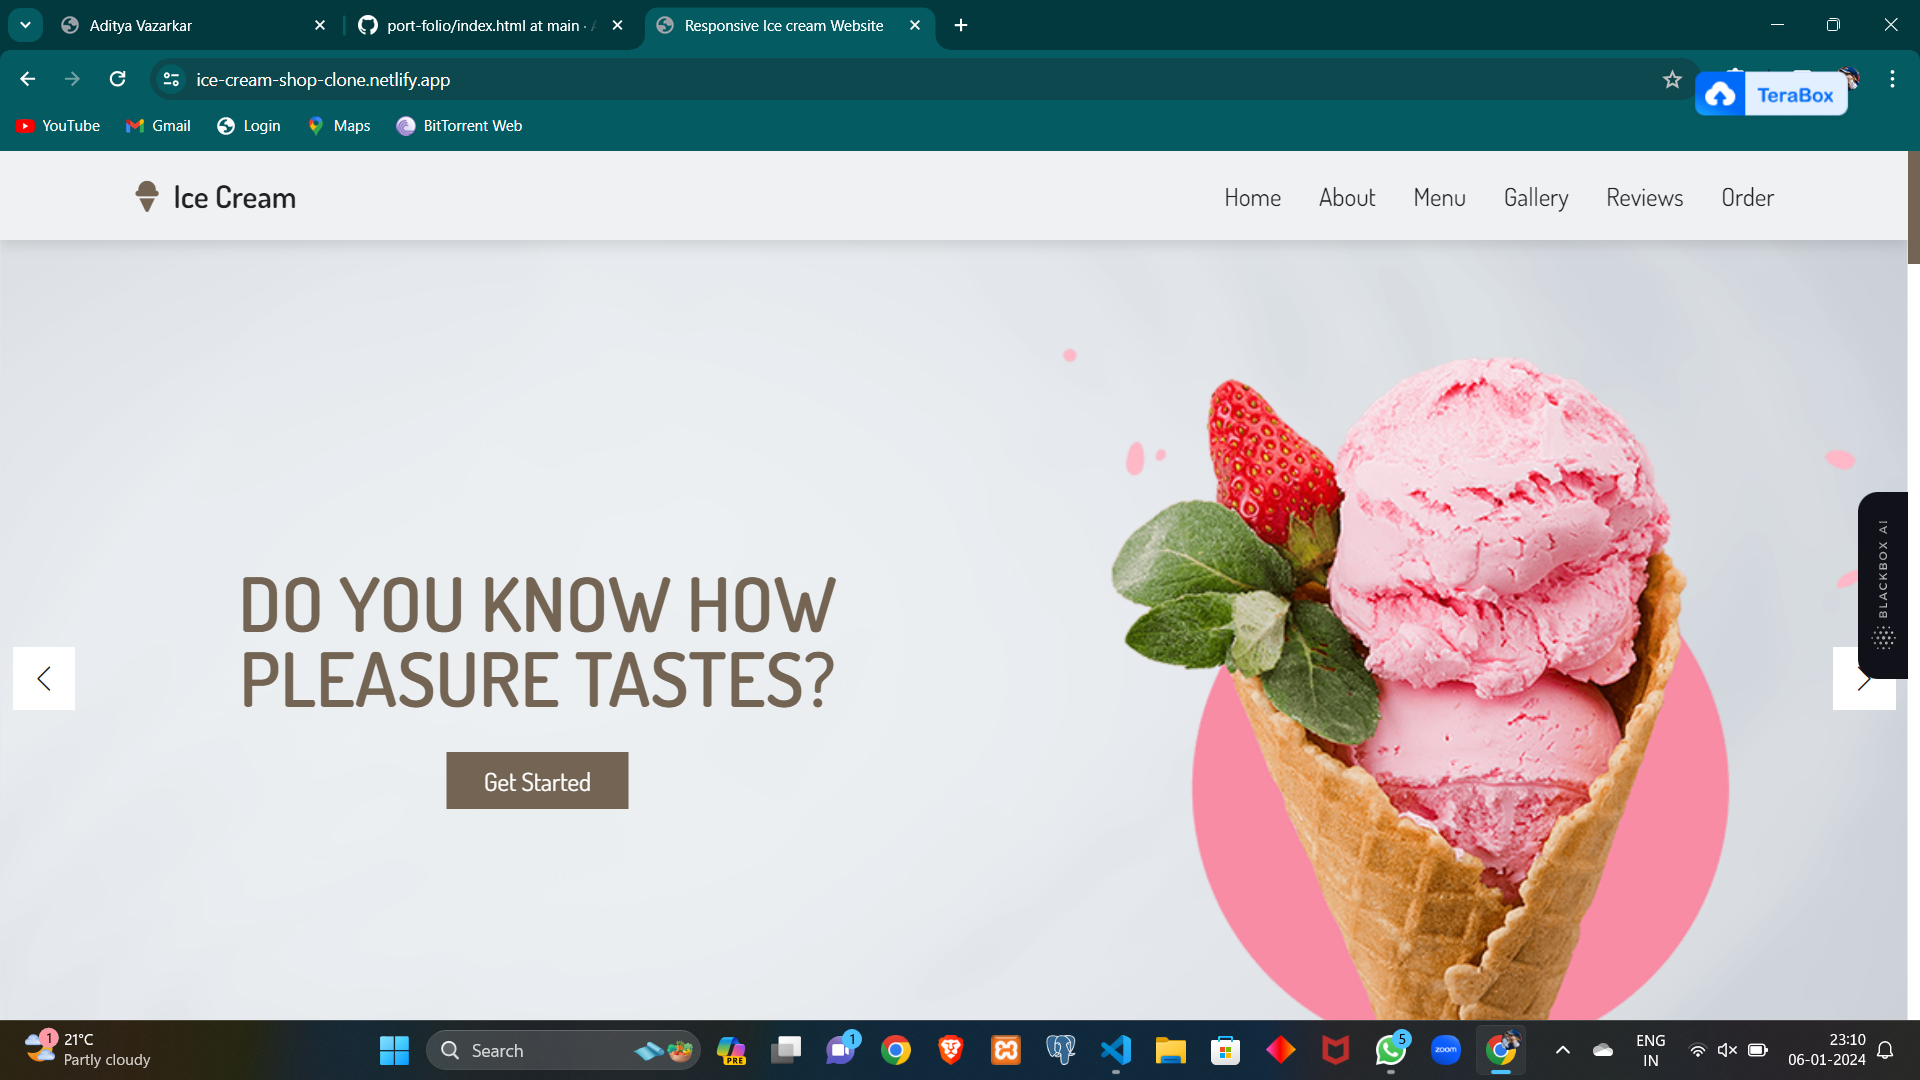 Aditya Vazarkar
port-folio/index.html at main ·
Responsive Ice cream Website
ice-cream-shop-clone.netlify.app
TeraBox
YouTube
Gmail
Login
Maps
BitTorrent Web
Ice Cream
Home
About
Menu
Gallery
Reviews
Order
BLACKBOX AI
DO YOU KNOW HOW
PLEASURE TASTES?
Get Started
1
21°C
Partly cloudy
Search
PRE
1
5
zoom
ENG
IN
23:10
06-01-2024